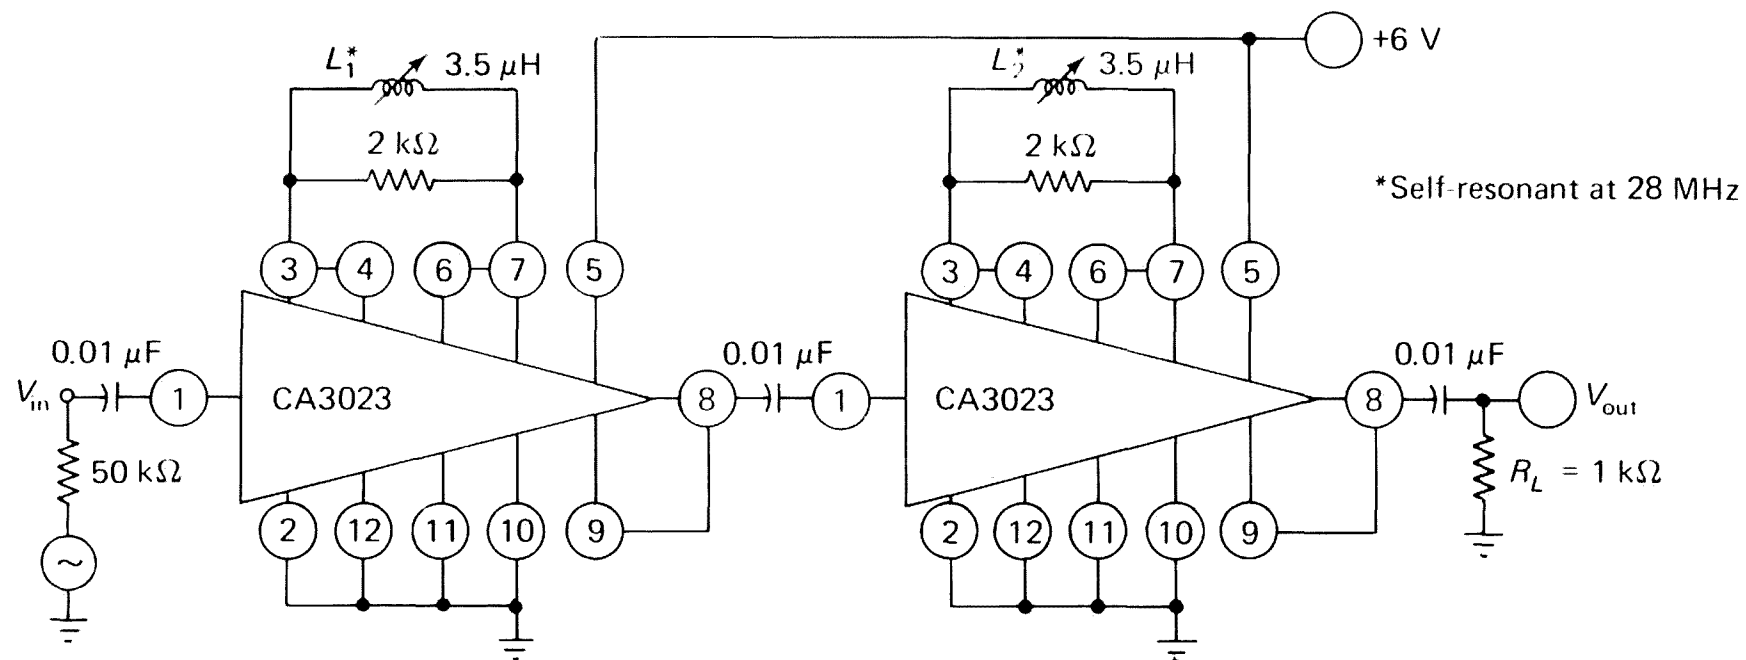 +6 V
L₁* 3.5 μH
L₂* 3.5 μH
2 kΩ
2 kΩ
*Self-resonant at 28 MHz
3 4 6 7 5
3 4 6 7 5
0.01 μF
0.01 μF
0.01 μF
Vin 1 CA3023 8 1 CA3023 8 Vout
50 kΩ
RL = 1 kΩ
2 12 11 10 9
2 12 11 10 9
~